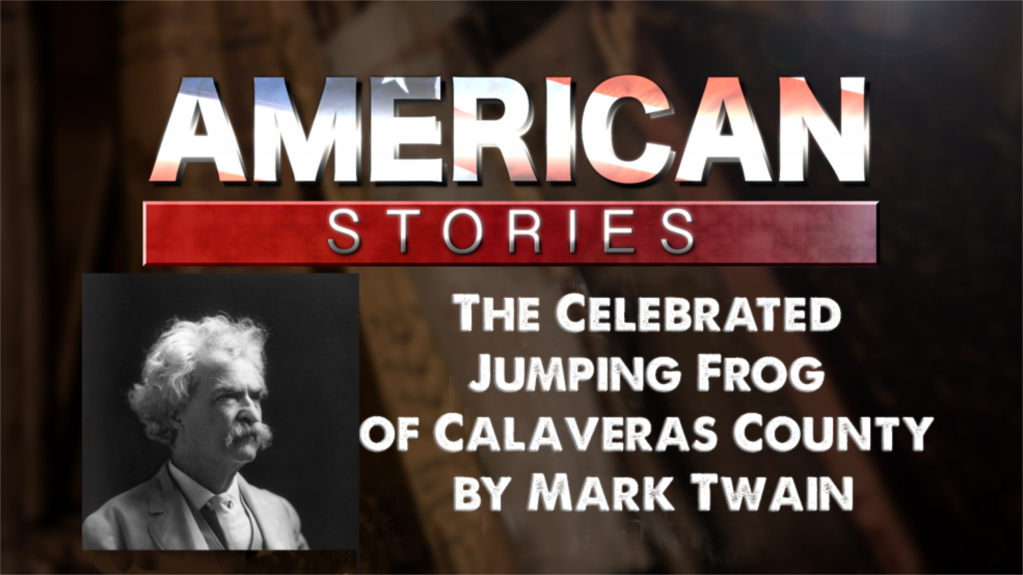 AMERICAN
STORIES
THE CELEBRATED
JUMPING FROG
OF CALAVERAS COUNTY
BY MARK TWAIN